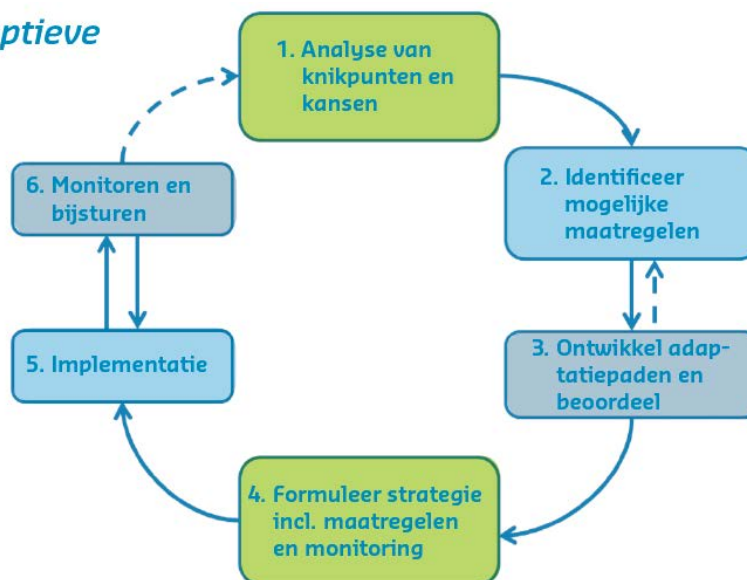 ptieve
1. Analyse van
knikpunten en
kansen
2. Identificeer
mogelijke
maatregelen
3. Ontwikkel adap-
tatiepaden en
beoordeel
4. Formuleer strategie
incl. maatregelen
en monitoring
5. Implementatie
6. Monitoren en
bijsturen